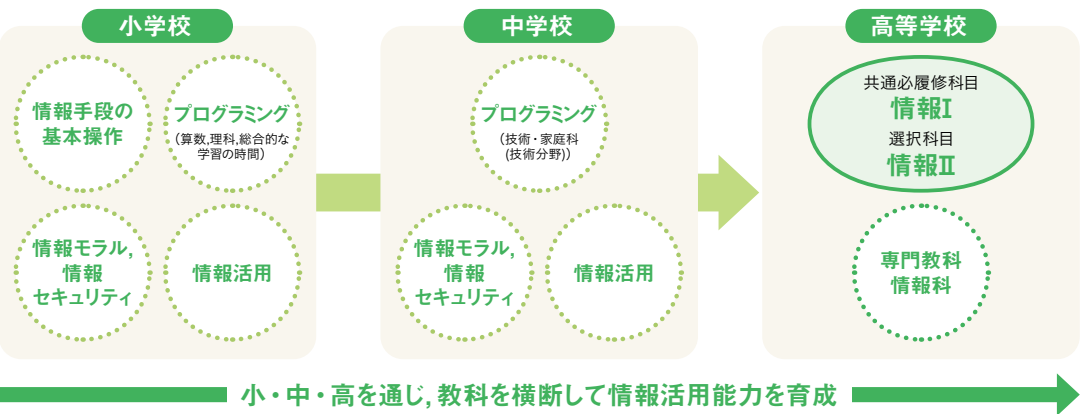 小学校
情報手段の
基本操作
プログラミング
（算数,理科,総合的な
学習の時間）
情報モラル,
情報
セキュリティ
情報活用
中学校
プログラミング
（技術・家庭科
(技術分野)）
情報モラル,
情報
セキュリティ
情報活用
高等学校
共通必履修科目
情報Ⅰ
選択科目
情報Ⅱ
専門教科
情報科
小・中・高を通じ,教科を横断して情報活用能力を育成